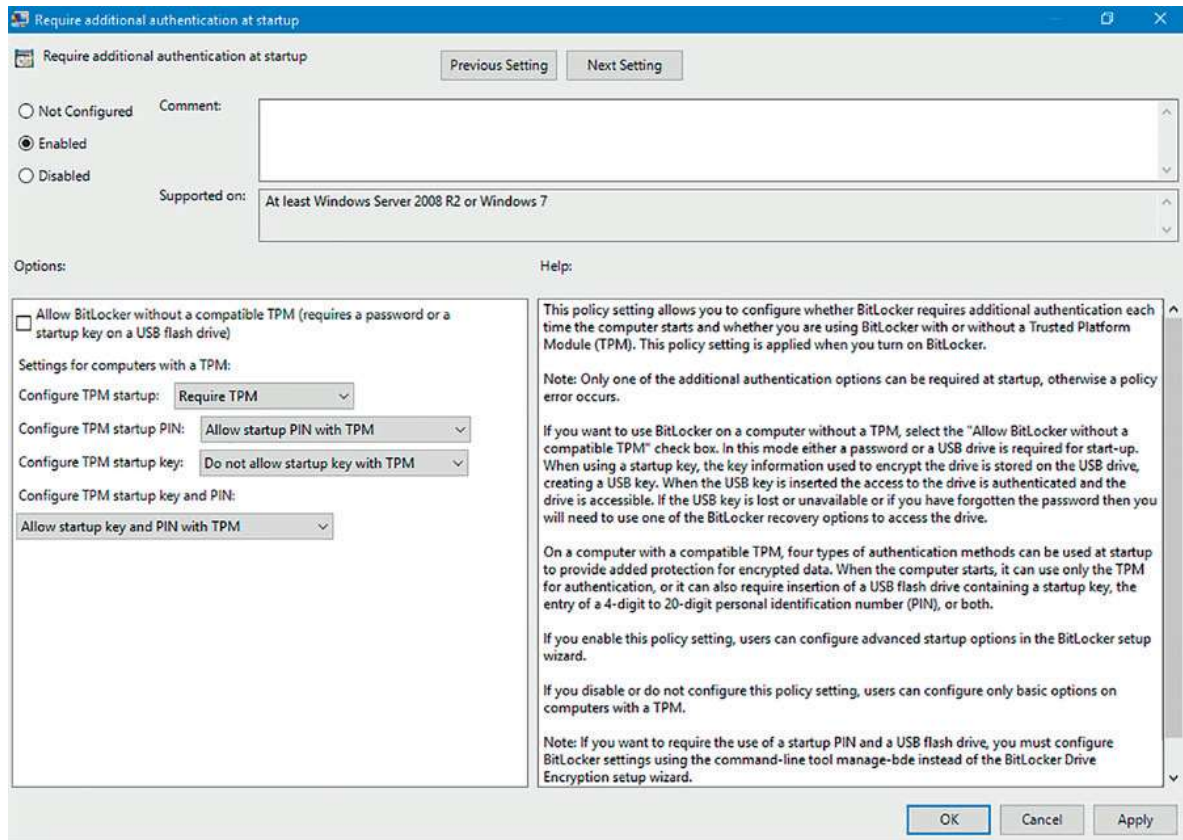 Require additional authentication at startup
Require additional authentication at startup
Previous Setting
Next Setting
Not Configured
Enabled
Disabled
Comment:
Supported on:
At least Windows Server 2008 R2 or Windows 7
Options:
Allow BitLocker without a compatible TPM (requires a password or a
startup key on a USB flash drive)
Settings for computers with a TPM:
Configure TPM startup: Require TPM
Configure TPM startup PIN: Allow startup PIN with TPM
Configure TPM startup key: Do not allow startup key with TPM
Configure TPM startup key and PIN:
Allow startup key and PIN with TPM
Help:
This policy setting allows you to configure whether BitLocker requires additional authentication each
time the computer starts and whether you are using BitLocker with or without a Trusted Platform
Module (TPM). This policy setting is applied when you turn on BitLocker.
Note: Only one of the additional authentication options can be required at startup, otherwise a policy
error occurs.
If you want to use BitLocker on a computer without a TPM, select the "Allow BitLocker without a
compatible TPM" check box. In this mode either a password or a USB drive is required for start-up.
When using a startup key, the key information used to encrypt the drive is stored on the USB drive,
creating a USB key. When the USB key is inserted the access to the drive is authenticated and the
drive is accessible. If the USB key is lost or unavailable or if you have forgotten the password then you
will need to use one of the BitLocker recovery options to access the drive.
On a computer with a compatible TPM, four types of authentication methods can be used at startup
to provide added protection for encrypted data. When the computer starts, it can use only the TPM
for authentication, or it can also require insertion of a USB flash drive containing a startup key, the
entry of a 4-digit to 20-digit personal identification number (PIN), or both.
If you enable this policy setting, users can configure advanced startup options in the BitLocker setup
wizard.
If you disable or do not configure this policy setting, users can configure only basic options on
computers with a TPM.
Note: If you want to require the use of a startup PIN and a USB flash drive, you must configure
BitLocker settings using the command-line tool manage-bde instead of the BitLocker Drive
Encryption setup wizard.
OK
Cancel
Apply